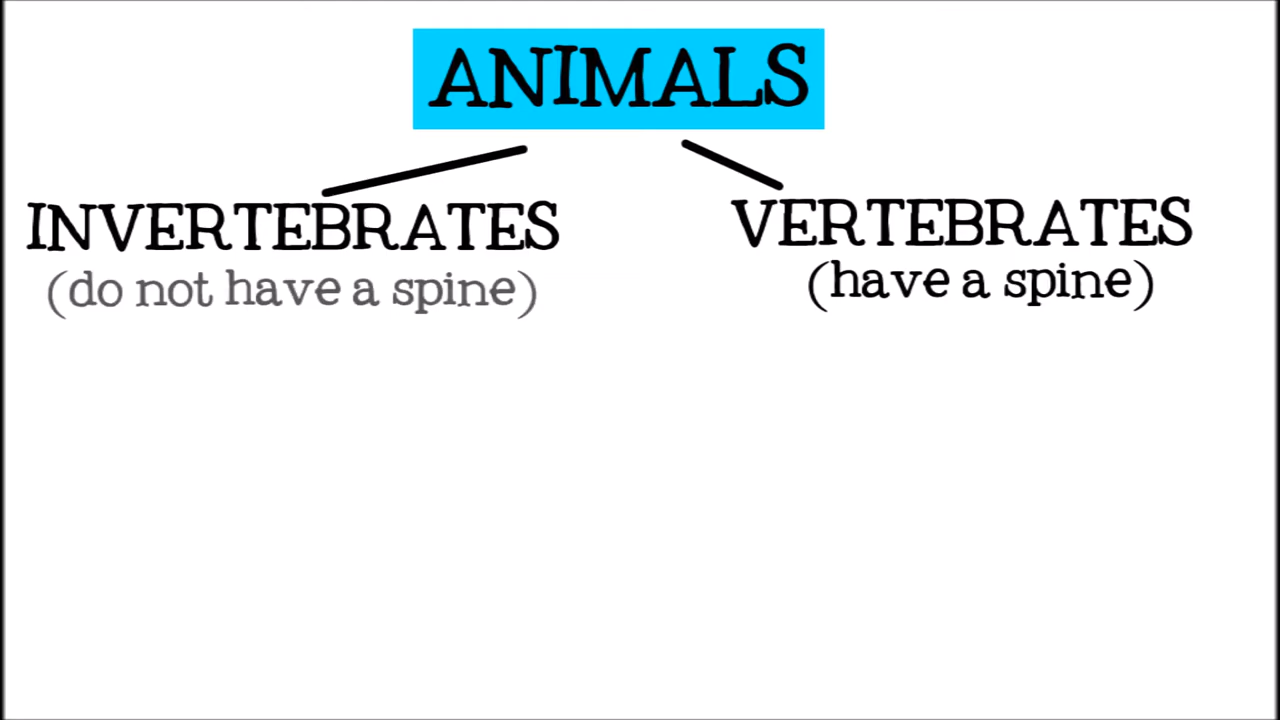 ANIMALS
INVERTEBRATES
(do not have a spine)
VERTEBRATES
(have a spine)